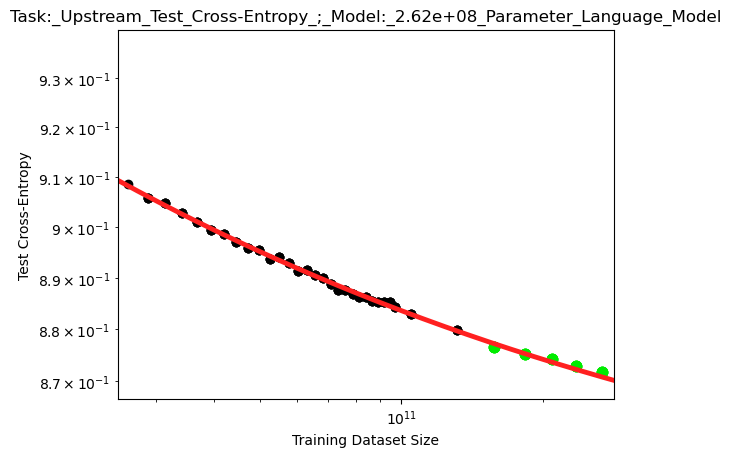 Task:_Upstream_Test_Cross-Entropy_;_Model:_2.62e+08_Parameter_Language_Model
9.3 × 10⁻¹
9.2 × 10⁻¹
9.1 × 10⁻¹
9 × 10⁻¹
8.9 × 10⁻¹
8.8 × 10⁻¹
8.7 × 10⁻¹
Test Cross-Entropy
10¹¹
Training Dataset Size